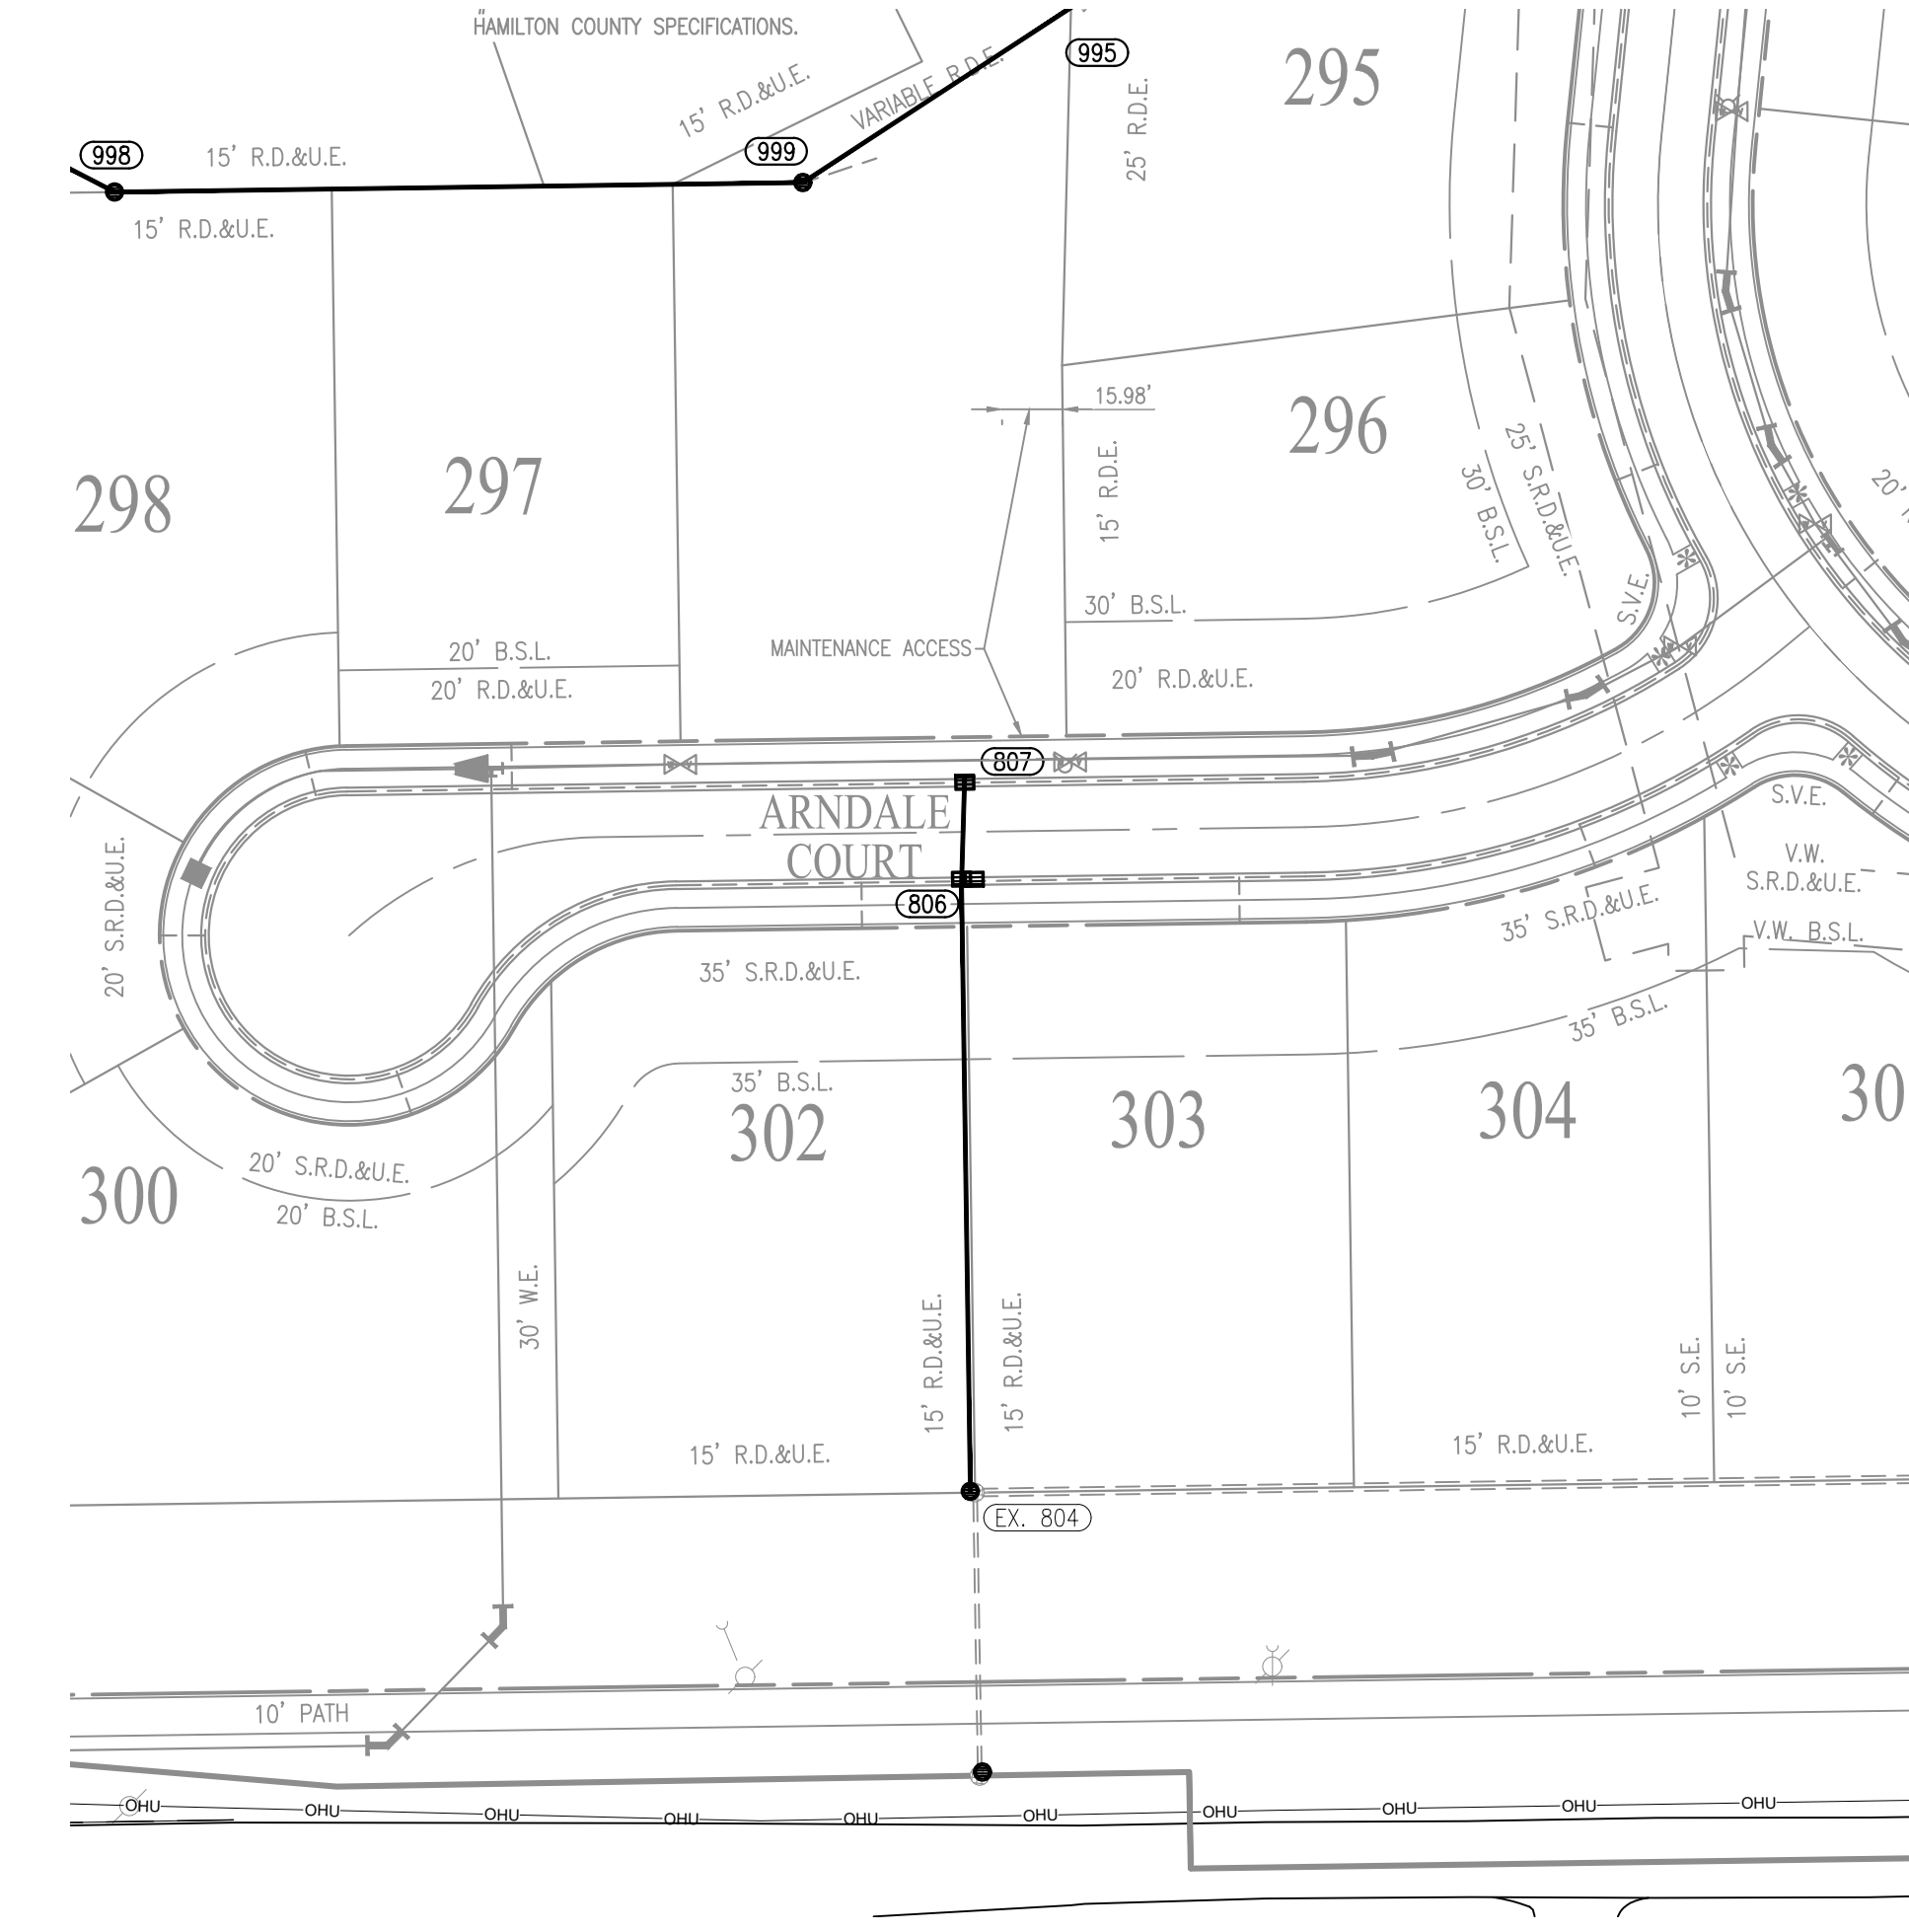 HAMILTON COUNTY SPECIFICATIONS.
995
295
15' R.D.&U.E.
VARIABLE R.D.E.
25' R.D.E.
998
15' R.D.&U.E.
999
15' R.D.&U.E.
15.98'
296
297
298
15' R.D.E.
25' S.R.D.&U.E.
30' B.S.L.
20'
S.V.E.
30' B.S.L.
MAINTENANCE ACCESS
20' B.S.L.
20' R.D.&U.E.
20' R.D.&U.E.
807
ARNDALE
COURT
S.V.E.
V.W.
S.R.D.&U.E.
20' S.R.D.&U.E.
806
35' S.R.D.&U.E.
V.W. B.S.L.
35' S.R.D.&U.E.
35' B.S.L.
35' B.S.L.
302
303
304
30
20' S.R.D.&U.E.
20' B.S.L.
300
30' W.E.
15' R.D.&U.E.
15' R.D.&U.E.
10' S.E.
10' S.E.
15' R.D.&U.E.
15' R.D.&U.E.
EX. 804
10' PATH
OHU
OHU
OHU
OHU
OHU
OHU
OHU
OHU
OHU
OHU